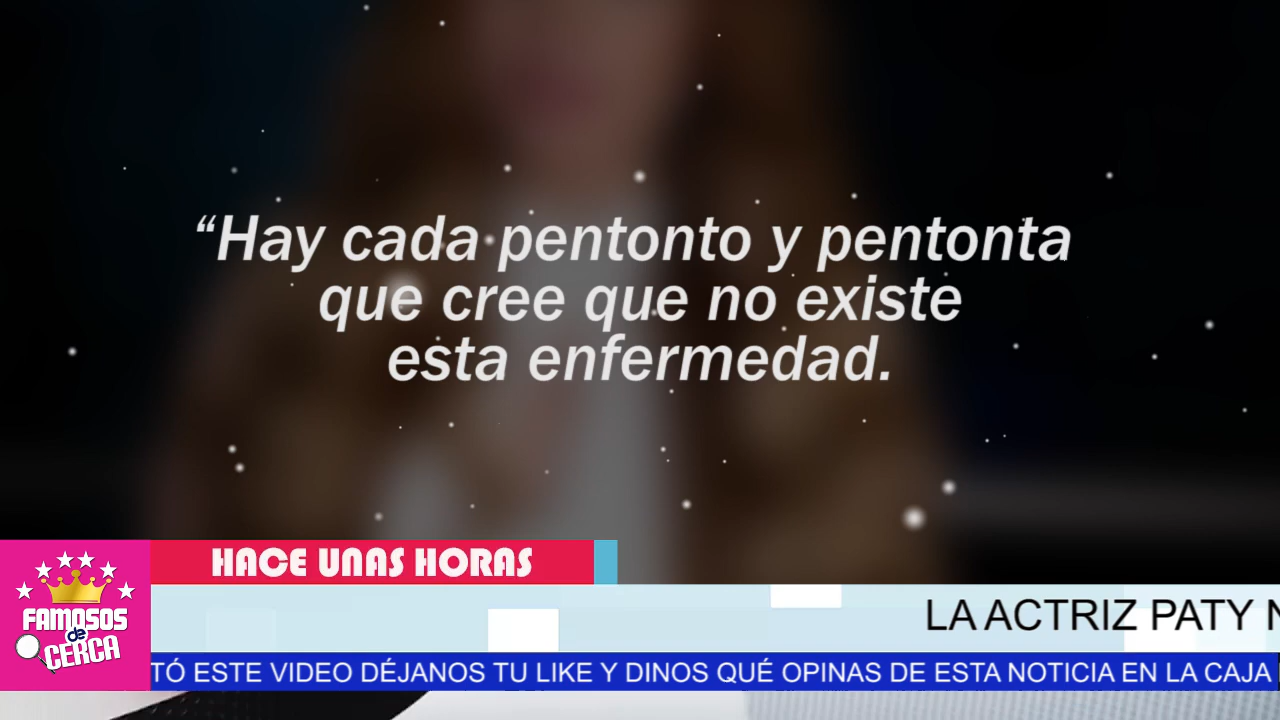 “Hay cada pentonto y pentonta
que cree que no existe
esta enfermedad.
HACE UNAS HORAS
FAMOSOS
de
CERCA
LA ACTRIZ PATY
TÓ ESTE VIDEO DÉJANOS TU LIKE Y DINOS QUÉ OPINAS DE ESTA NOTICIA EN LA CAJA